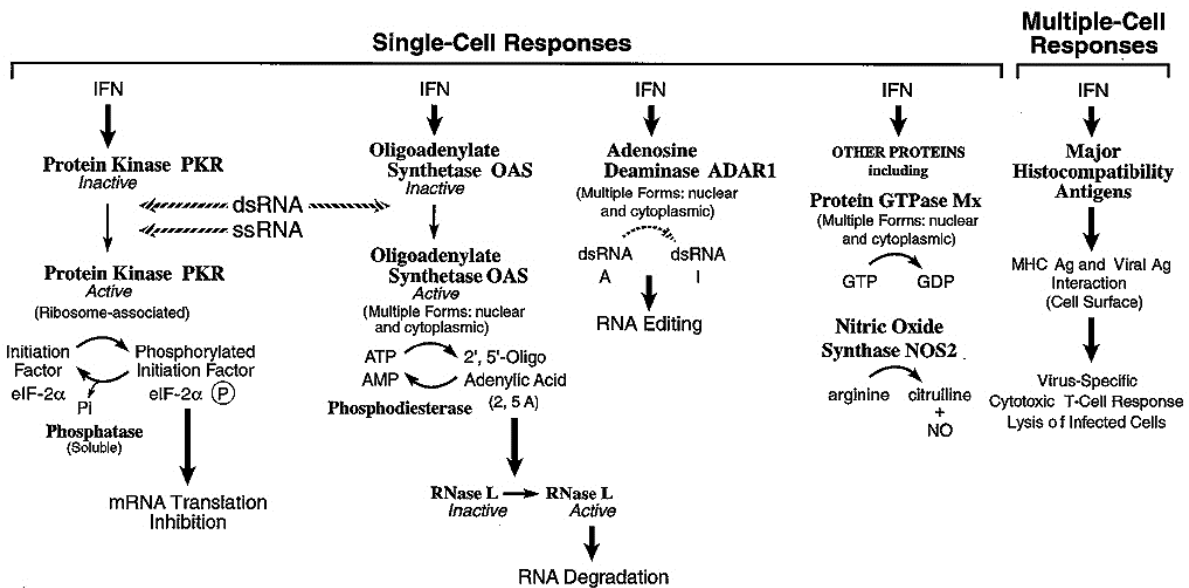 Single-Cell Responses
Multiple-Cell
Responses
IFN
Protein Kinase PKR
Inactive
dsRNA
ssRNA
Protein Kinase PKR
Active
(Ribosome-associated)
Initiation
Factor
eIF-2α
Phosphorylated
Initiation Factor
eIF-2α P
Pi
Phosphatase
(Soluble)
mRNA Translation
Inhibition
IFN
Oligoadenylate
Synthetase OAS
Inactive
Oligoadenylate
Synthetase OAS
Active
(Multiple Forms: nuclear
and cytoplasmic)
ATP
AMP
2', 5'-Oligo
Adenylic Acid
(2, 5 A)
Phosphodiesterase
RNase L
Inactive
RNase L
Active
RNA Degradation
IFN
Adenosine
Deaminase ADAR1
(Multiple Forms: nuclear
and cytoplasmic)
dsRNA
A
dsRNA
I
RNA Editing
IFN
OTHER PROTEINS
including
Protein GTPase Mx
(Multiple Forms: nuclear
and cytoplasmic)
GTP
GDP
Nitric Oxide
Synthase NOS2
arginine
citrulline
+
NO
IFN
Major
Histocompatibility
Antigens
MHC Ag and Viral Ag
Interaction
(Cell Surface)
Virus-Specific
Cytotoxic T-Cell Response
Lysis of Infected Cells